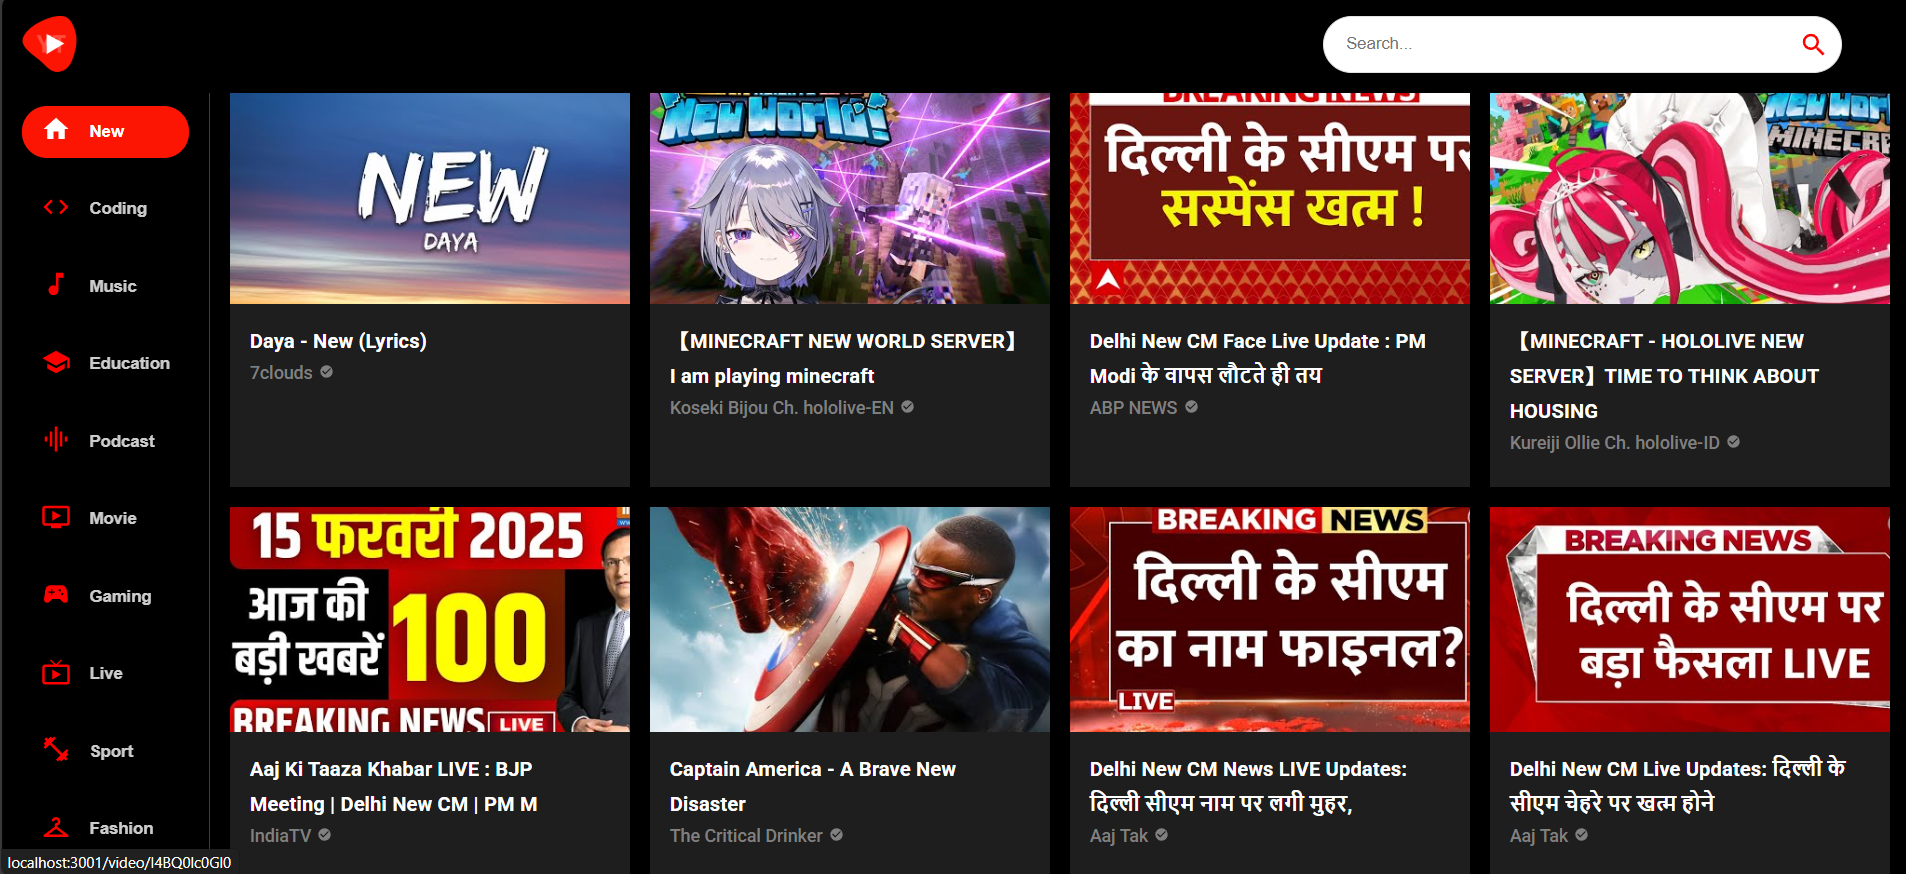 Search...
New
Coding
Music
Education
Podcast
Movie
Gaming
Live
Sport
Fashion
NEW
DAYA
Daya - New (Lyrics)
7clouds
New World!
【MINECRAFT NEW WORLD SERVER】
I am playing minecraft
Koseki Bijou Ch. hololive-EN
BREAKING NEWS
दिल्ली के सीएम पर
सस्पेंस खत्म !
Delhi New CM Face Live Update : PM
Modi के वापस लौटते ही तय
ABP NEWS
【MINECRAFT - HOLOLIVE NEW
SERVER】TIME TO THINK ABOUT
HOUSING
Kureiji Ollie Ch. hololive-ID
15 फरवरी 2025
आज की
बड़ी खबरें 100
BREAKING NEWS LIVE
Aaj Ki Taaza Khabar LIVE : BJP
Meeting | Delhi New CM | PM M
IndiaTV
Captain America - A Brave New
Disaster
The Critical Drinker
BREAKING NEWS
दिल्ली के सीएम
का नाम फाइनल?
LIVE
Delhi New CM News LIVE Updates:
दिल्ली सीएम नाम पर लगी मुहर,
Aaj Tak
BREAKING NEWS
दिल्ली के सीएम पर
बड़ा फैसला LIVE
Delhi New CM Live Updates: दिल्ली के
सीएम चेहरे पर खत्म होने
Aaj Tak
localhost:3001/video/I4BQ0lc0Gl0